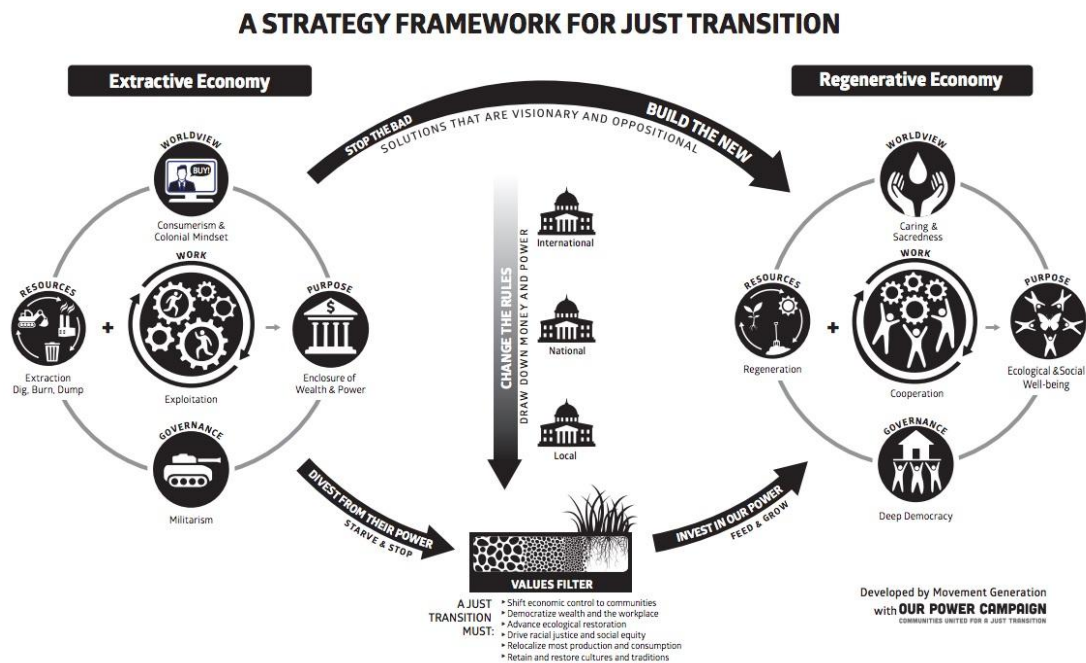 A STRATEGY FRAMEWORK FOR JUST TRANSITION
Extractive Economy
WORLDVIEW
BUY!
Consumerism &
Colonial Mindset
RESOURCES
+
Extraction
Dig, Burn, Dump
WORK
Exploitation
PURPOSE
$
Enclosure of
Wealth & Power
GOVERNANCE
Militarism
STOP THE BAD
BUILD THE NEW
SOLUTIONS THAT ARE VISIONARY AND OPPOSITIONAL
CHANGE THE RULES
DRAW DOWN MONEY AND POWER
International
National
Local
DIVEST FROM THEIR POWER
STARVE & STOP
INVEST IN OUR POWER
FEED & GROW
VALUES FILTER
A JUST
TRANSITION
MUST:
▸ Shift economic control to communities
▸ Democratize wealth and the workplace
▸ Advance ecological restoration
▸ Drive racial justice and social equity
▸ Relocalize most production and consumption
▸ Retain and restore cultures and traditions
Regenerative Economy
WORLDVIEW
Caring &
Sacredness
RESOURCES
+
Regeneration
WORK
Cooperation
PURPOSE
Ecological & Social
Well-being
GOVERNANCE
Deep Democracy
Developed by Movement Generation
with OUR POWER CAMPAIGN
COMMUNITIES UNITED FOR A JUST TRANSITION